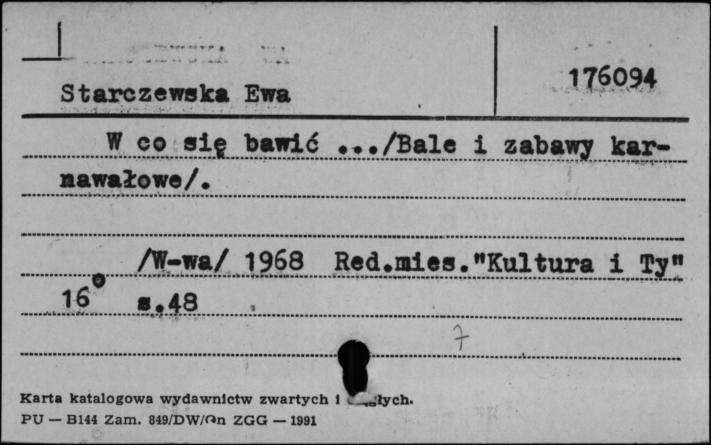 176094
Starczewska Ewa
W co się bawić .../Bale i zabawy kar-
nawałowe/.
/W-wa/ 1968 Red.mies."Kultura i Ty"
16° s.48
7
Karta katalogowa wydawnictw zwartych i
PU — B144 Zam. 849/DW/On ZGG — 1991